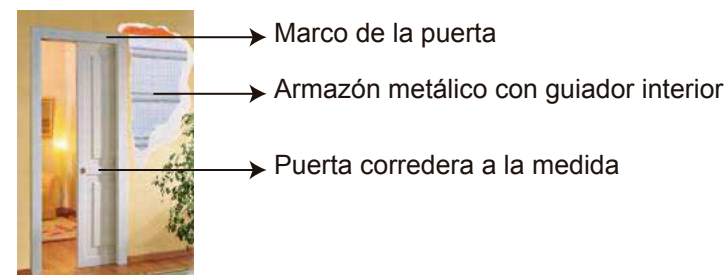 Marco de la puerta
Armazón metálico con guiador interior
Puerta corredera a la medida